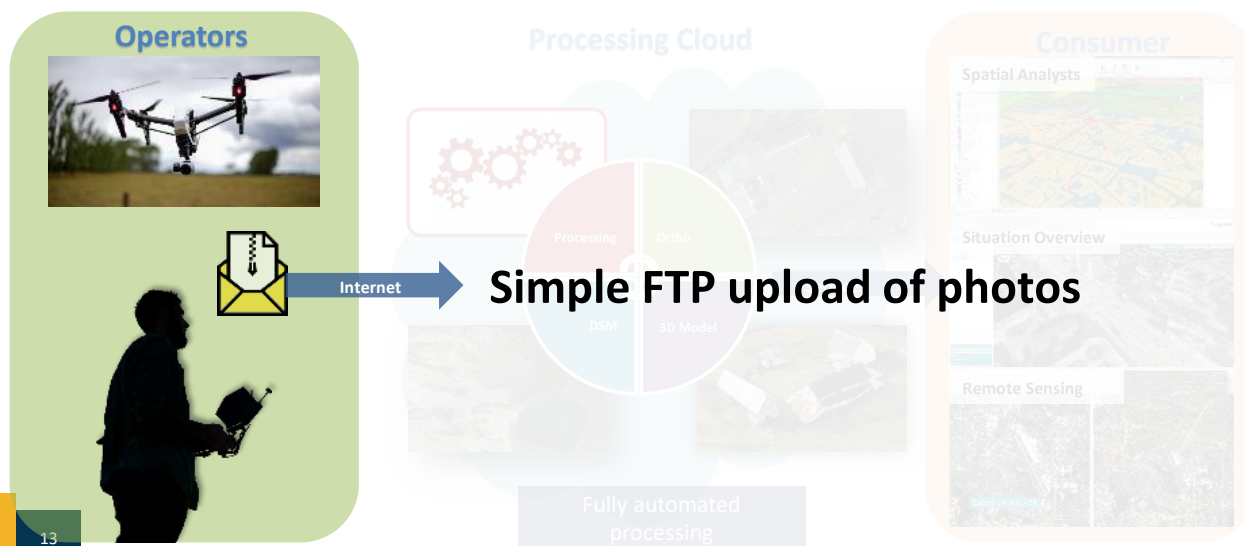 Operators
Processing Cloud
Consumer
Spatial Analysts
Processing
Ortho
Situation Overview
Internet
Simple FTP upload of photos
DSM
3D Model
Remote Sensing
Fully automated
processing
13